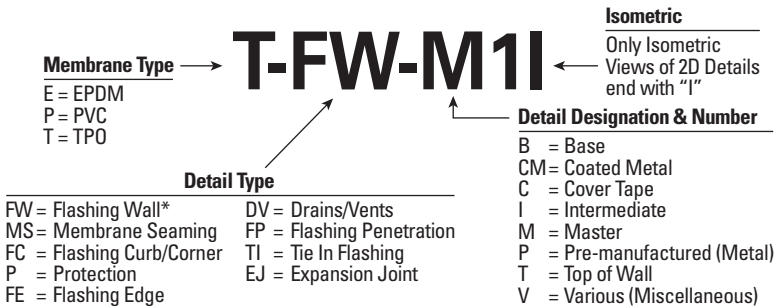 T-FW-M1I
Membrane Type
E = EPDM
P = PVC
T = TPO
Isometric
Only Isometric
Views of 2D Details
end with “I”
Detail Type
FW = Flashing Wall*
MS = Membrane Seaming
FC = Flashing Curb/Corner
P = Protection
FE = Flashing Edge
DV = Drains/Vents
FP = Flashing Penetration
TI = Tie In Flashing
EJ = Expansion Joint
Detail Designation & Number
B = Base
CM = Coated Metal
C = Cover Tape
I = Intermediate
M = Master
P = Pre-manufactured (Metal)
T = Top of Wall
V = Various (Miscellaneous)